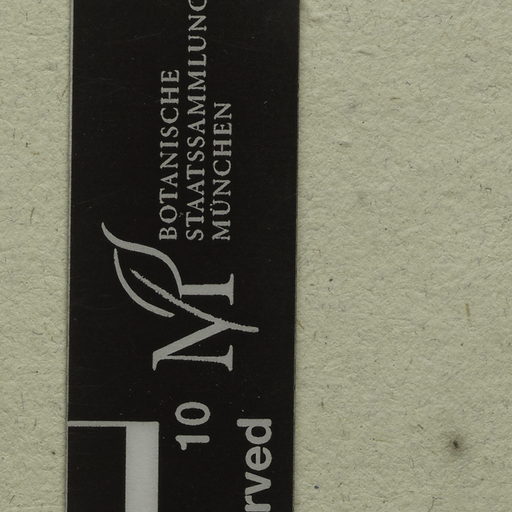 BOTANISCHE
STAATSSAMMLUNG
MÜNCHEN
M
10
rved